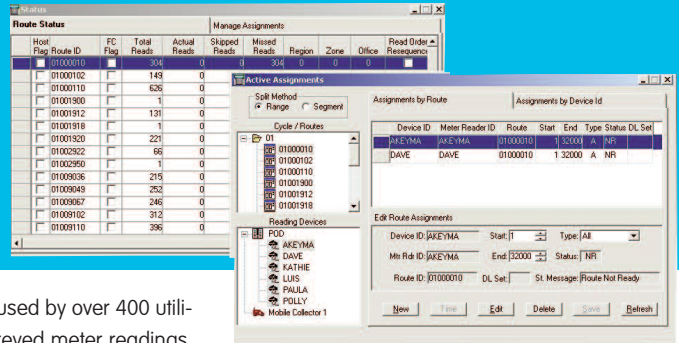 Status
Route Status
Manage Assignments
Host Flag Route ID FC Flag Total Reads Actual Reads Skipped Reads Missed Reads Region Zone Office Read Order Resequence
01000010 304 0 0 304 0 0 0
01000102 149 0
01000110 626 0
01001900 1 0
01001912 131 0
01001918 1 0
01001920 221 0
01002922 66 0
01002950 1 0
01009036 215 0
01009049 252 0
01009067 246 0
01009102 312 0
01009110 396 0
Active Assignments
Split Method
Range Segment
Cycle / Routes
01
01000010
01000102
01000110
01001900
01001912
01001918
Reading Devices
POD
AKEYMA
DAVE
KATHIE
LUIS
PAULA
POLLY
Mobile Collector 1
Assignments by Route
Assignments by Device Id
Device ID Meter Reader ID Route Start End Type Status DL Set
AKEYMA AKEYMA 01000010 1 32000 A NR
DAVE DAVE 01000010 1 32000 A NR
Edit Route Assignments
Device ID: AKEYMA Start: 1 Type: All
Mtr Rdr ID: AKEYMA End: 32000 Status: NR
Route ID: 01000010 DL Set: St. Message: Route Not Ready
New Time Edit Delete Save Refresh
used by over 400 utili-
eyed meter readings